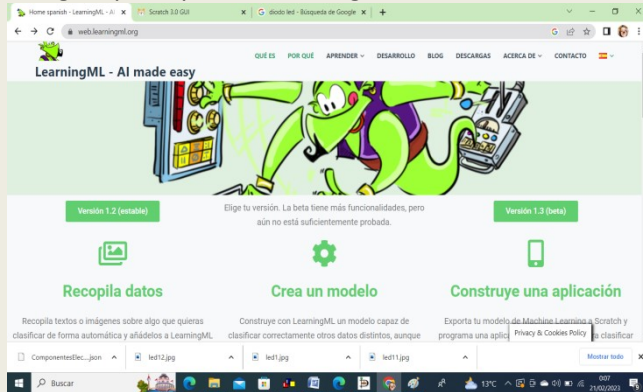 Home spanish - LearningML - AI
Scratch 3.0 GUI
diodo led - Búsqueda de Google
web.learningml.org
LearningML - AI made easy
QUÉ ES POR QUÉ APRENDER DESARROLLO BLOG DESCARGAS ACERCA DE CONTACTO
Versión 1.2 (estable)
Elige tu versión. La beta tiene más funcionalidades, pero
aún no está suficientemente probada.
Versión 1.3 (beta)
Recopila datos
Recopila textos o imágenes sobre algo que quieras
clasificar de forma automática y añádelos a LearningML
Crea un modelo
Construye con LearningML un modelo capaz de
clasificar correctamente otros datos distintos, aunque
Construye una aplicación
Exporta tu modelo de Machine Learning a Scratch y
programa una aplic
clasificar
Privacy & Cookies Policy
ComponentesElec....json
led12.jpg
led1.jpg
led11.jpg
Mostrar todo
Buscar
13°C
0:07